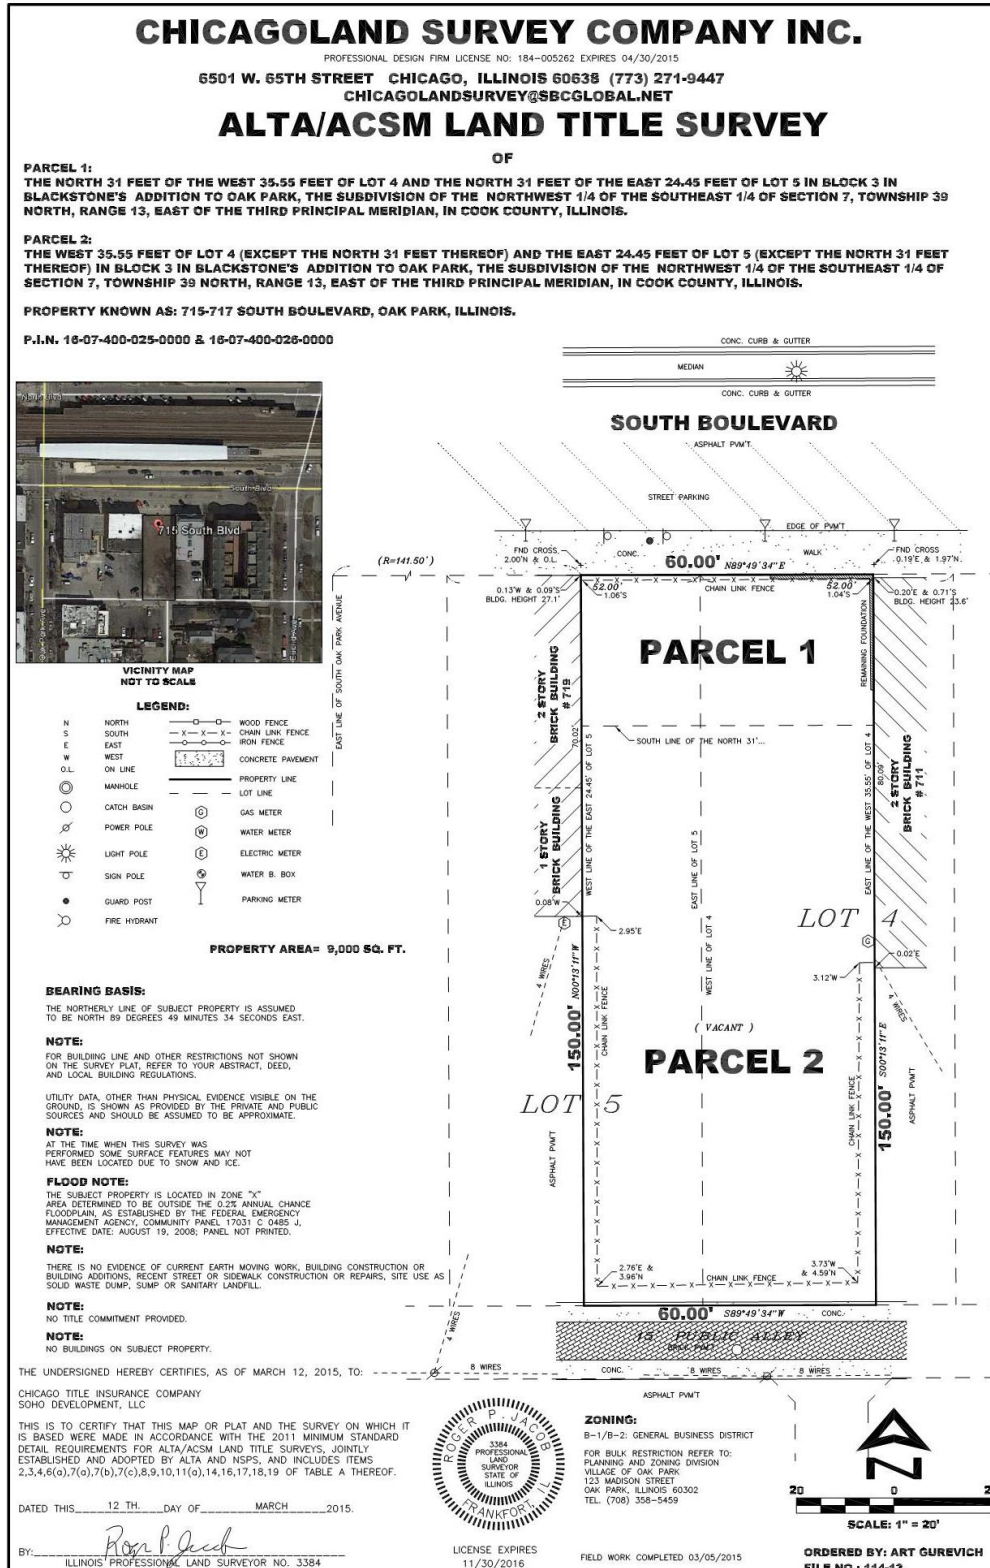 CHICAGOLAND SURVEY COMPANY INC.
PROFESSIONAL DESIGN FIRM LICENSE NO: 184-005262 EXPIRES 04/30/2015
6501 W. 65TH STREET CHICAGO, ILLINOIS 60638 (773) 271-9447
CHICAGOLANDSURVEY@SBCGLOBAL.NET
ALTA/ACSM LAND TITLE SURVEY
OF
PARCEL 1:
THE NORTH 31 FEET OF THE WEST 35.55 FEET OF LOT 4 AND THE NORTH 31 FEET OF THE EAST 24.45 FEET OF LOT 5 IN BLOCK 3 IN
BLACKSTONE'S ADDITION TO OAK PARK, THE SUBDIVISION OF THE NORTHWEST 1/4 OF THE SOUTHEAST 1/4 OF SECTION 7, TOWNSHIP 39
NORTH, RANGE 13, EAST OF THE THIRD PRINCIPAL MERIDIAN, IN COOK COUNTY, ILLINOIS.
PARCEL 2:
THE WEST 35.55 FEET OF LOT 4 (EXCEPT THE NORTH 31 FEET THEREOF) AND THE EAST 24.45 FEET OF LOT 5 (EXCEPT THE NORTH 31 FEET
THEREOF) IN BLOCK 3 IN BLACKSTONE'S ADDITION TO OAK PARK, THE SUBDIVISION OF THE NORTHWEST 1/4 OF THE SOUTHEAST 1/4 OF
SECTION 7, TOWNSHIP 39 NORTH, RANGE 13, EAST OF THE THIRD PRINCIPAL MERIDIAN, IN COOK COUNTY, ILLINOIS.
PROPERTY KNOWN AS: 715-717 SOUTH BOULEVARD, OAK PARK, ILLINOIS.
P.I.N. 16-07-400-025-0000 & 16-07-400-026-0000
CONC. CURB & GUTTER
MEDIAN
CONC. CURB & GUTTER
SOUTH BOULEVARD
ASPHALT PVM'T
STREET PARKING
EDGE OF PVM'T
CONC.
WALK
FND CROSS
2.00'N & O.L.
FND CROSS
0.19'E & 1.97'N
(R=141.50')
60.00' N89°49'34"E
0.13'W & 0.09'S
BLDG. HEIGHT 27.1'
52.00'
1.06'S
CHAIN LINK FENCE
52.00'
1.04'S
0.20'E & 0.71'S
BLDG. HEIGHT 23.6'
North Blvd
South Blvd
715 South Blvd
VICINITY MAP
NOT TO SCALE
EAST LINE OF SOUTH OAK PARK AVENUE
PARCEL 1
REMAINING FOUNDATION
2 STORY
BRICK BUILDING
# 719
70.02'
SOUTH LINE OF THE NORTH 31'...
WEST LINE OF THE EAST 24.45' OF LOT 5
EAST LINE OF THE WEST 35.55' OF LOT 4
80.09'
2 STORY
BRICK BUILDING
# 711
1 STORY
BRICK BUILDING
EAST LINE OF LOT 5
WEST LINE OF LOT 4
LEGEND:
N NORTH
S SOUTH
E EAST
W WEST
O.L. ON LINE
MANHOLE
CATCH BASIN
POWER POLE
LIGHT POLE
SIGN POLE
GUARD POST
FIRE HYDRANT
WOOD FENCE
CHAIN LINK FENCE
IRON FENCE
CONCRETE PAVEMENT
PROPERTY LINE
LOT LINE
G GAS METER
W WATER METER
E ELECTRIC METER
WATER B. BOX
PARKING METER
0.08'W
E
2.95'E
LOT 4
G
0.02'E
3.12'W
4 WIRES
4 WIRES
PROPERTY AREA= 9,000 SQ. FT.
150.00' N00°13'11"W
CHAIN LINK FENCE
( VACANT )
PARCEL 2
CHAIN LINK FENCE
150.00' S00°13'11"E
LOT 5
ASPHALT PVM'T
ASPHALT PVM'T
2.76'E &
3.96'N
CHAIN LINK FENCE
3.73'W
& 4.59'N
60.00' S89°49'34"W
CONC.
15. PUBLIC ALLEY
BRICK PVM'T
4 WIRES
8 WIRES
CONC.
8 WIRES
8 WIRES
ASPHALT PVM'T
BEARING BASIS:
THE NORTHERLY LINE OF SUBJECT PROPERTY IS ASSUMED
TO BE NORTH 89 DEGREES 49 MINUTES 34 SECONDS EAST.
NOTE:
FOR BUILDING LINE AND OTHER RESTRICTIONS NOT SHOWN
ON THE SURVEY PLAT, REFER TO YOUR ABSTRACT, DEED,
AND LOCAL BUILDING REGULATIONS.
UTILITY DATA, OTHER THAN PHYSICAL EVIDENCE VISIBLE ON THE
GROUND, IS SHOWN AS PROVIDED BY THE PRIVATE AND PUBLIC
SOURCES AND SHOULD BE ASSUMED TO BE APPROXIMATE.
NOTE:
AT THE TIME WHEN THIS SURVEY WAS
PERFORMED SOME SURFACE FEATURES MAY NOT
HAVE BEEN LOCATED DUE TO SNOW AND ICE.
FLOOD NOTE:
THE SUBJECT PROPERTY IS LOCATED IN ZONE "X"
AREA DETERMINED TO BE OUTSIDE THE 0.2% ANNUAL CHANCE
FLOODPLAIN, AS ESTABLISHED BY THE FEDERAL EMERGENCY
MANAGEMENT AGENCY, COMMUNITY PANEL 17031 C 0485 J,
EFFECTIVE DATE: AUGUST 19, 2008; PANEL NOT PRINTED.
NOTE:
THERE IS NO EVIDENCE OF CURRENT EARTH MOVING WORK, BUILDING CONSTRUCTION OR
BUILDING ADDITIONS, RECENT STREET OR SIDEWALK CONSTRUCTION OR REPAIRS, SITE USE AS
SOLID WASTE DUMP, SUMP OR SANITARY LANDFILL.
NOTE:
NO TITLE COMMITMENT PROVIDED.
NOTE:
NO BUILDINGS ON SUBJECT PROPERTY.
THE UNDERSIGNED HEREBY CERTIFIES, AS OF MARCH 12, 2015, TO:
CHICAGO TITLE INSURANCE COMPANY
SOHO DEVELOPMENT, LLC
THIS IS TO CERTIFY THAT THIS MAP OR PLAT AND THE SURVEY ON WHICH IT
IS BASED WERE MADE IN ACCORDANCE WITH THE 2011 MINIMUM STANDARD
DETAIL REQUIREMENTS FOR ALTA/ACSM LAND TITLE SURVEYS, JOINTLY
ESTABLISHED AND ADOPTED BY ALTA AND NSPS, AND INCLUDES ITEMS
2,3,4,6(a),7(a),7(b),7(c),8,9,10,11(a),14,16,17,18,19 OF TABLE A THEREOF.
DATED THIS 12 TH. DAY OF MARCH 2015.
BY: Roger P. Jacob
ILLINOIS PROFESSIONAL LAND SURVEYOR NO. 3384
ROGER P. JACOB
3384
PROFESSIONAL
LAND
SURVEYOR
STATE OF
ILLINOIS
FRANKFORT, IL
LICENSE EXPIRES
11/30/2016
ZONING:
B-1/B-2: GENERAL BUSINESS DISTRICT
FOR BULK RESTRICTION REFER TO:
PLANNING AND ZONING DIVISION
VILLAGE OF OAK PARK
123 MADISON STREET
OAK PARK, ILLINOIS 60302
TEL. (708) 358-5459
FIELD WORK COMPLETED 03/05/2015
N
20 0
SCALE: 1" = 20'
ORDERED BY: ART GUREVICH
FILE NO.: 114-13